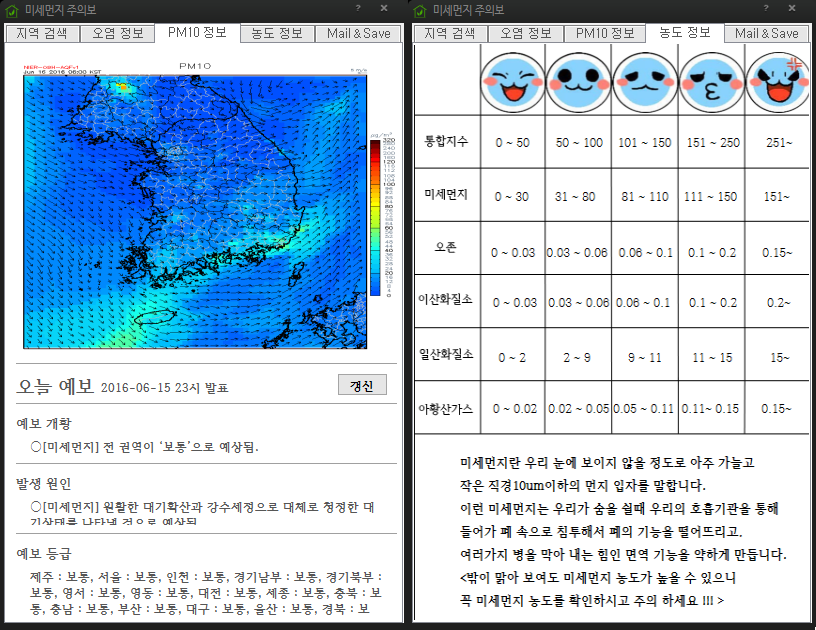 미세먼지 주의보
지역 검색
오염 정보
PM10 정보
농도 정보
Mail & Save
PM10
Jun 16 2016 06:00 KST
오늘 예보 2016-06-15 23시 발표
갱신
예보 개황
○[미세먼지] 전 권역이 ‘보통’으로 예상됨.
발생 원인
○[미세먼지] 원활한 대기확산과 강수세정으로 대체로 청정한 대
기상태를 나타낼 것으로 예상됨
예보 등급
제주 : 보통, 서울 : 보통, 인천 : 보통, 경기남부 : 보통, 경기북부 :
보통, 영서 : 보통, 영동 : 보통, 대전 : 보통, 세종 : 보통, 충북 : 보
통, 충남 : 보통, 부산 : 보통, 대구 : 보통, 울산 : 보통, 경북 : 보
미세먼지 주의보
지역 검색
오염 정보
PM10 정보
농도 정보
Mail & Save
통합지수 0 ~ 50 50 ~ 100 101 ~ 150 151 ~ 250 251~
미세먼지 0 ~ 30 31 ~ 80 81 ~ 110 111 ~ 150 151~
오존 0 ~ 0.03 0.03 ~ 0.06 0.06 ~ 0.1 0.1 ~ 0.2 0.15~
이산화질소 0 ~ 0.03 0.03 ~ 0.06 0.06 ~ 0.1 0.1 ~ 0.2 0.2~
일산화질소 0 ~ 2 2 ~ 9 9 ~ 11 11 ~ 15 15~
아황산가스 0 ~ 0.02 0.02 ~ 0.05 0.05 ~ 0.11 0.11~ 0.15 0.15~
미세먼지란 우리 눈에 보이지 않을 정도로 아주 가늘고
작은 직경10um이하의 먼지 입자를 말합니다.
이런 미세먼지는 우리가 숨을 쉴때 우리의 호흡기관을 통해
들어가 폐 속으로 침투해서 폐의 기능을 떨어뜨리고.
여러가지 병을 막아 내는 힘인 면역 기능을 약하게 만듭니다.
<밖이 맑아 보여도 미세먼지 농도가 높을 수 있으니
꼭 미세먼지 농도를 확인하시고 주의 하세요 !!! >